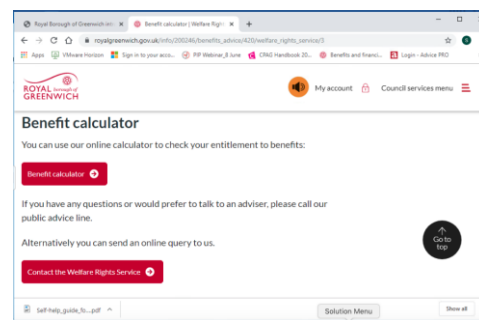 Royal Borough of Greenwich
Benefit calculator | Welfare Righ
royalgreenwich.gov.uk/info/200246/benefits_advice/420/welfare_rights_service/3
Apps VMware Horizon Sign in to your acco... PIP Webinar_8 June CPAG Handbook 20... Benefits and financi... Login - Advice PRO
ROYAL borough of
GREENWICH
My account Council services menu
Benefit calculator
You can use our online calculator to check your entitlement to benefits:
Benefit calculator
If you have any questions or would prefer to talk to an adviser, please call our
public advice line.
Go to
top
Alternatively you can send an online query to us.
Contact the Welfare Rights Service
Self-help_guide_to....pdf
Solution Menu
Show all